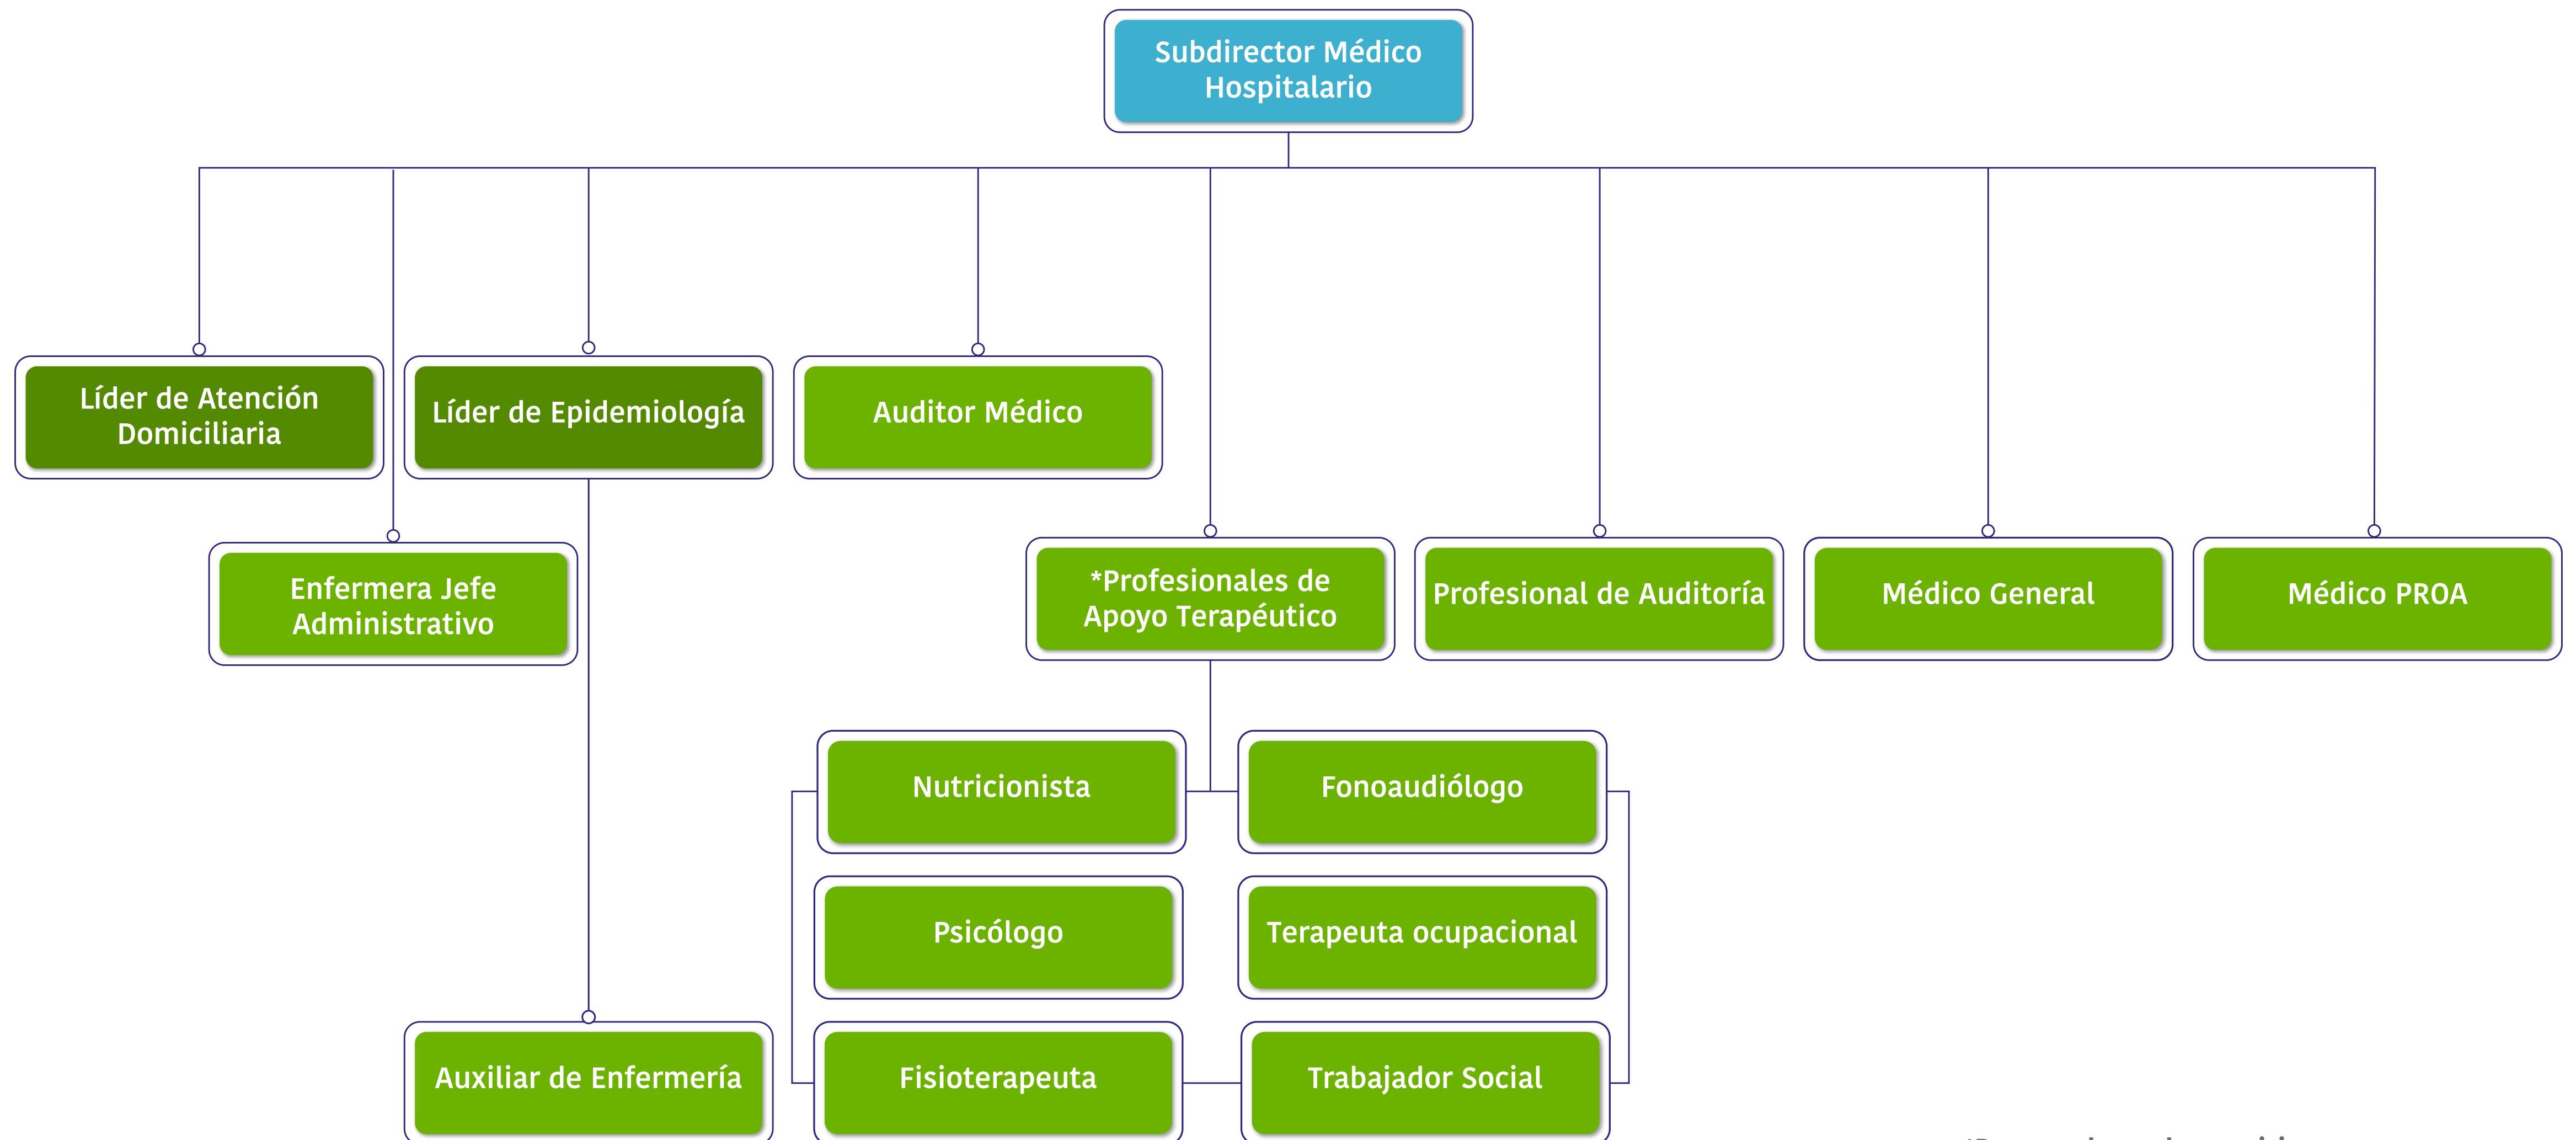 Subdirector Médico
Hospitalario
Líder de Atención
Domiciliaria
Líder de Epidemiología
Auditor Médico
Enfermera Jefe
Administrativo
*Profesionales de
Apoyo Terapéutico
Profesional de Auditoría
Médico General
Médico PROA
Nutricionista
Fonoaudiólogo
Psicólogo
Terapeuta ocupacional
Auxiliar de Enfermería
Fisioterapeuta
Trabajador Social